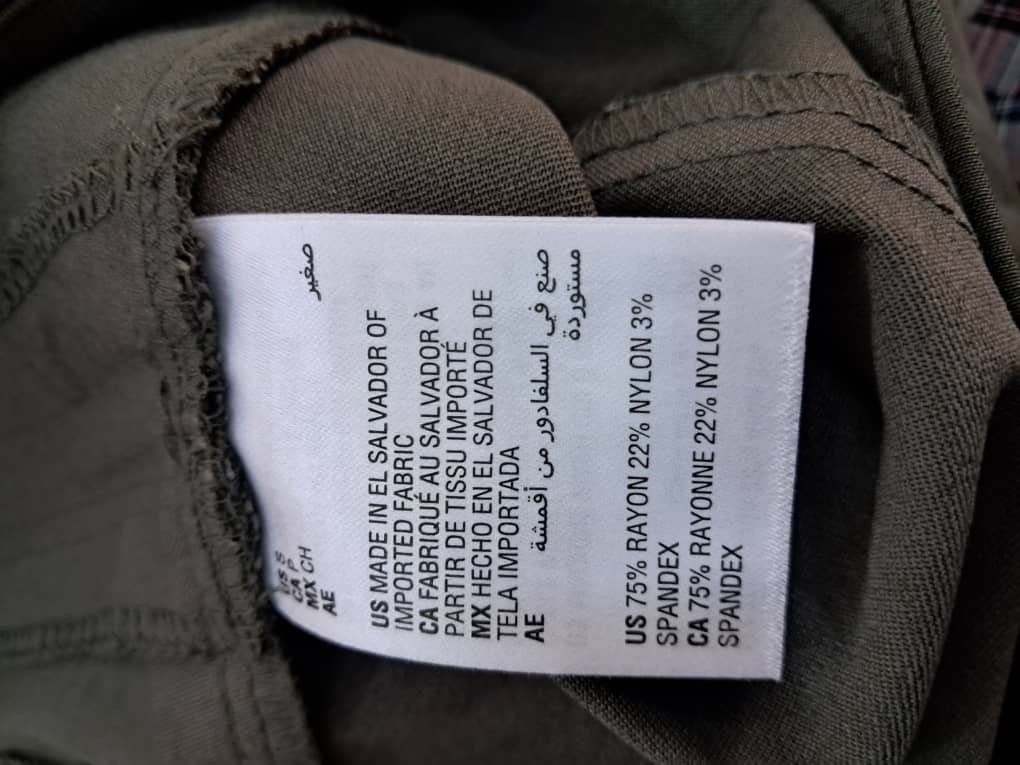 US S
CA P
MX CH
AE صغير
US MADE IN EL SALVADOR OF
IMPORTED FABRIC
CA FABRIQUÉ AU SALVADOR À
PARTIR DE TISSU IMPORTÉ
MX HECHO EN EL SALVADOR DE
TELA IMPORTADA
AE صنع في السلفادور من أقمشة
مستوردة
US 75% RAYON 22% NYLON 3%
SPANDEX
CA 75% RAYONNE 22% NYLON 3%
SPANDEX